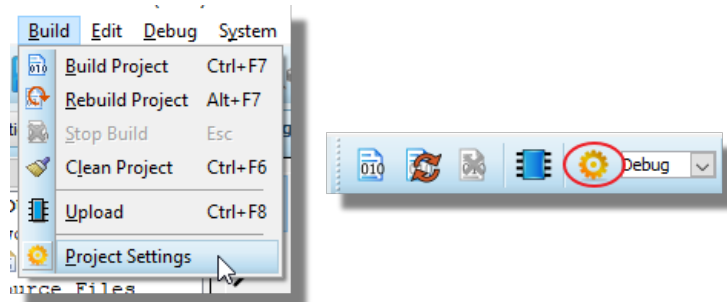 Build Edit Debug System
Build Project Ctrl+F7
Rebuild Project Alt+F7
Stop Build Esc
Clean Project Ctrl+F6
Upload Ctrl+F8
Project Settings
Files
010
Debug